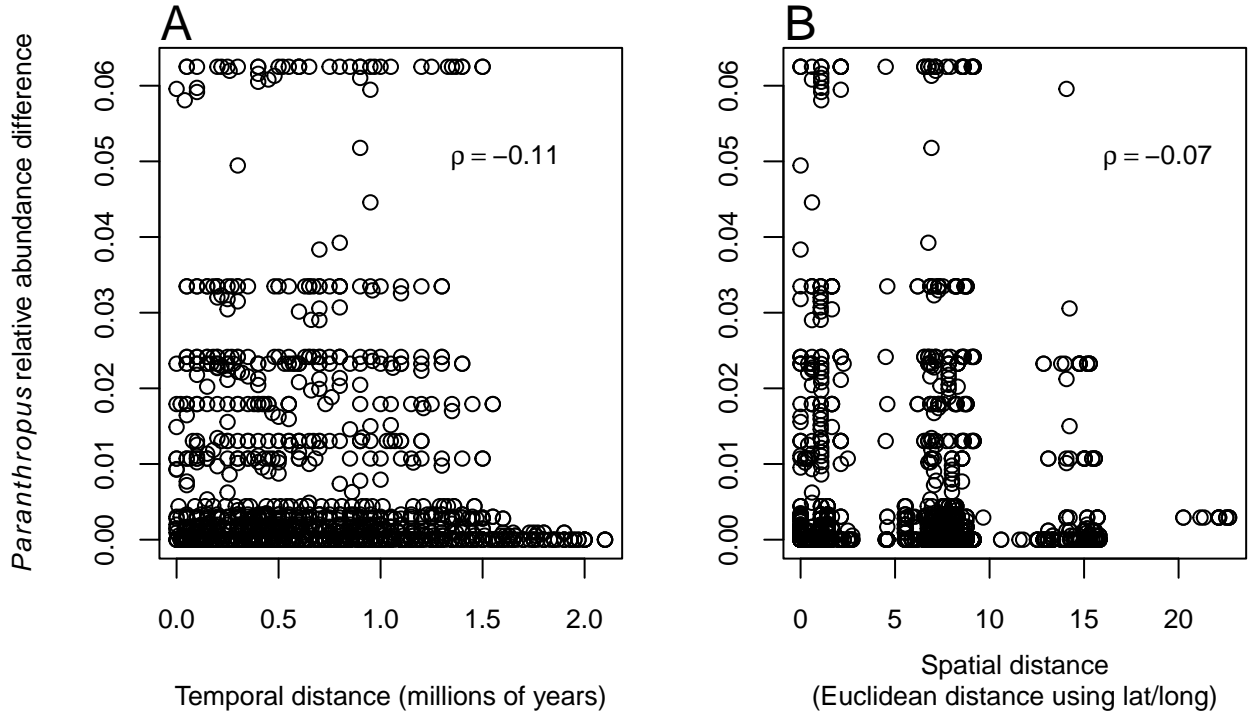 A
Paranthropus relative abundance difference
0.06
0.05
0.04
0.03
0.02
0.01
0.00
ρ = −0.11
0.0 0.5 1.0 1.5 2.0
Temporal distance (millions of years)
B
0.06
0.05
0.04
0.03
0.02
0.01
0.00
ρ = −0.07
0 5 10 15 20
Spatial distance
(Euclidean distance using lat/long)